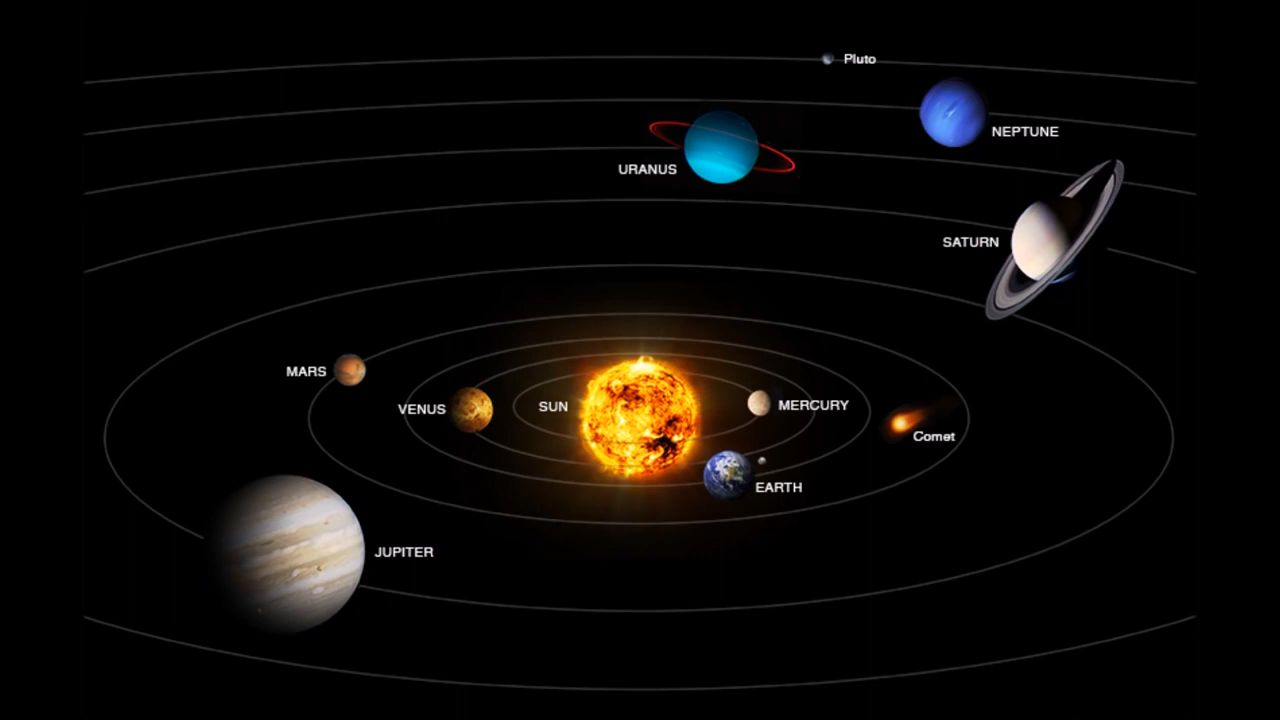 Pluto
NEPTUNE
URANUS
SATURN
MARS
VENUS
SUN
MERCURY
Comet
EARTH
JUPITER